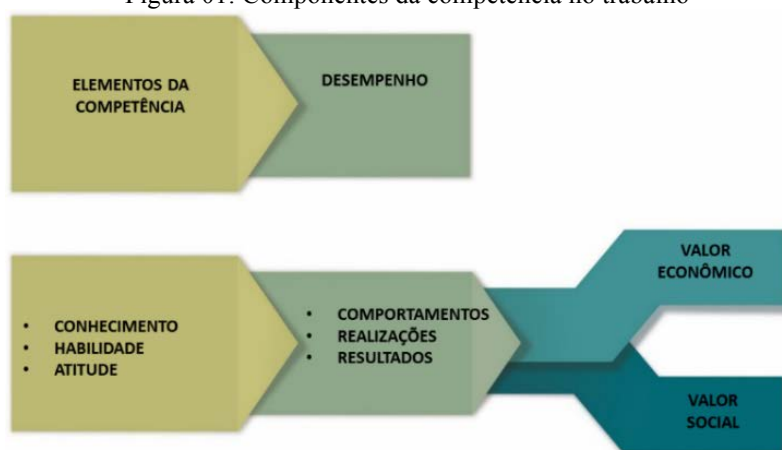 Figura 01: Componentes da competência no trabalho
ELEMENTOS DA
COMPETÊNCIA
DESEMPENHO
• CONHECIMENTO
• HABILIDADE
• ATITUDE
• COMPORTAMENTOS
• REALIZAÇÕES
• RESULTADOS
VALOR
ECONÔMICO
VALOR
SOCIAL